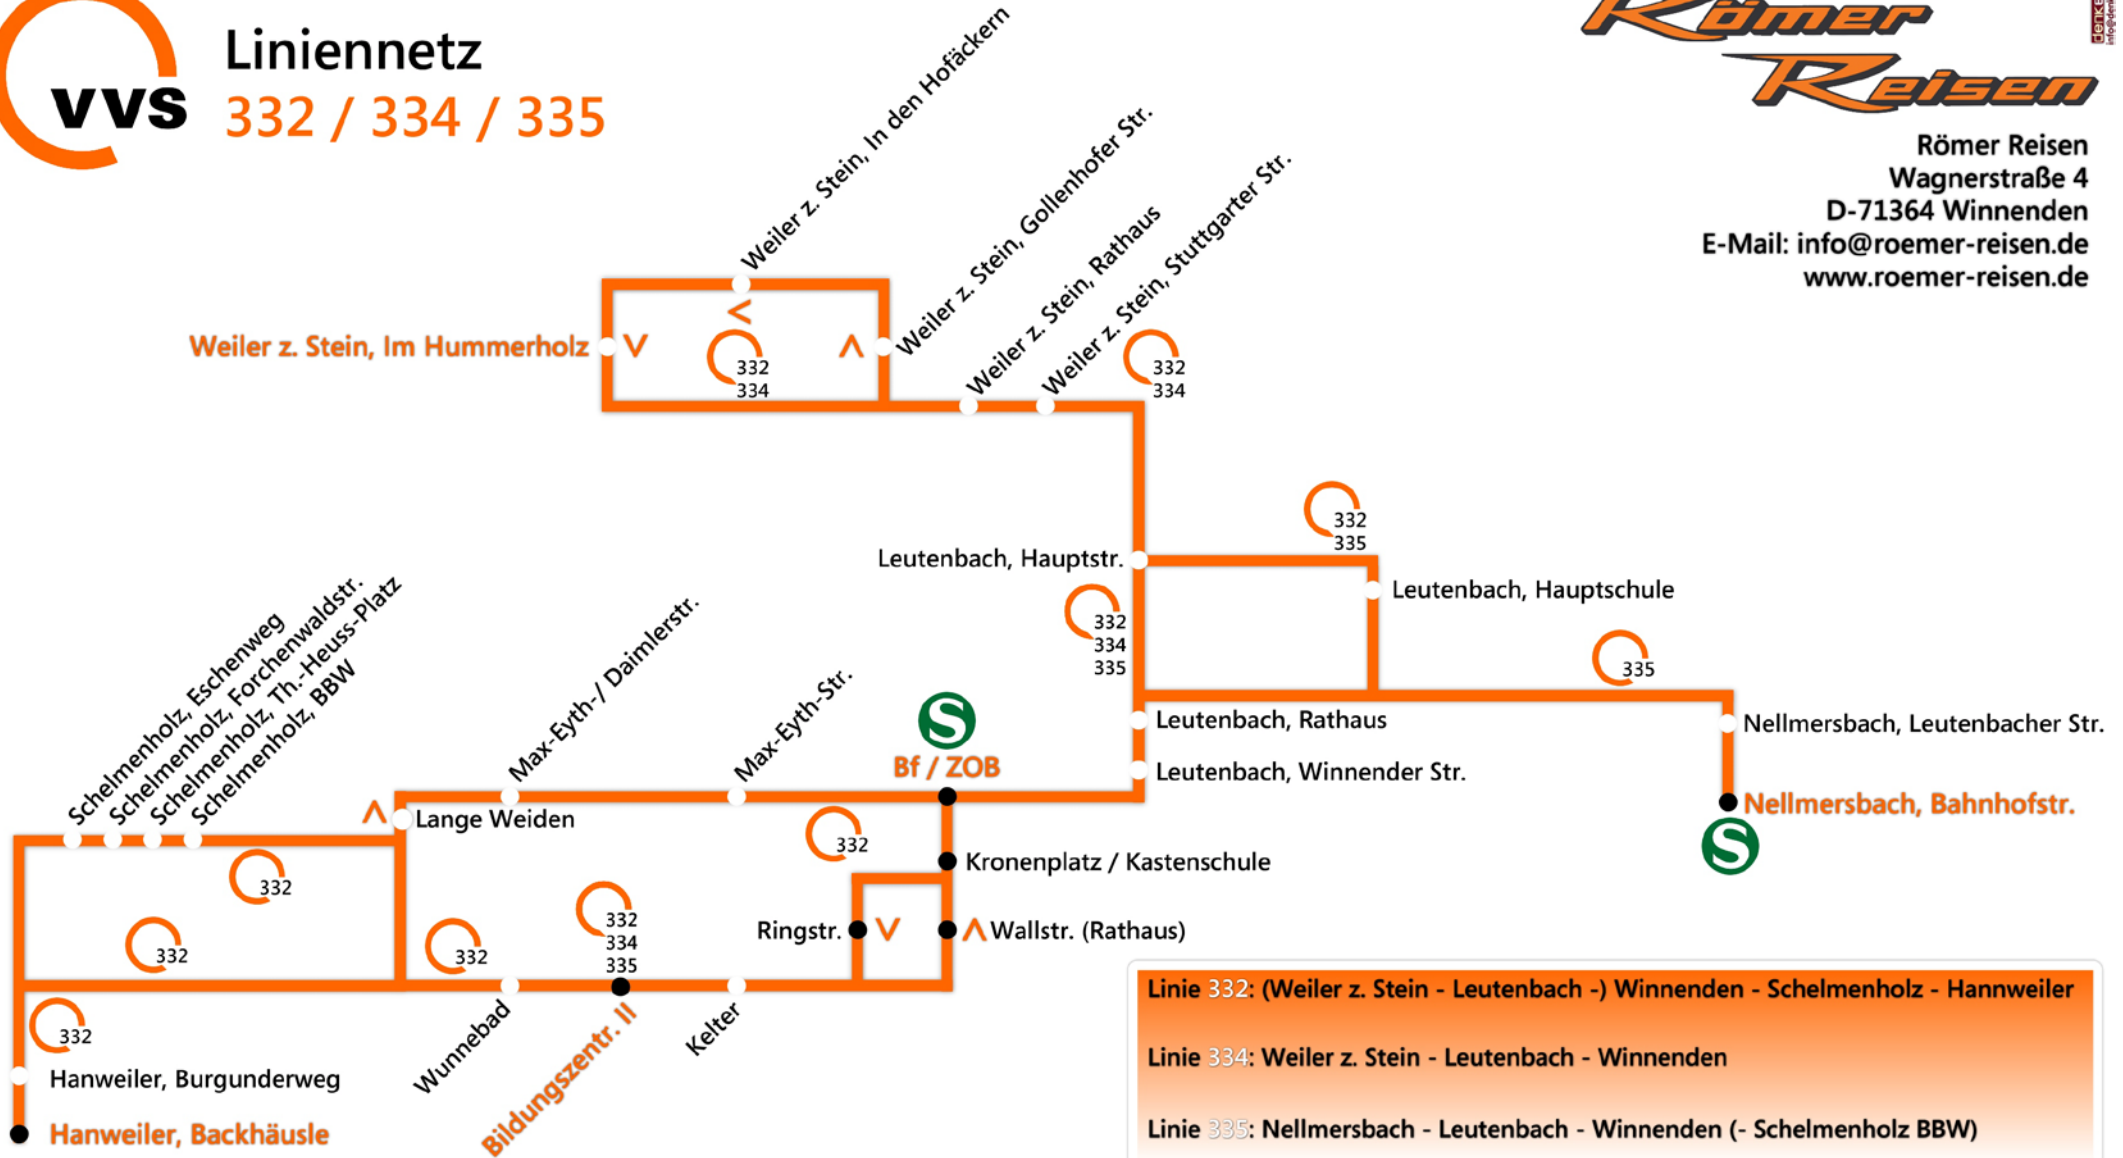 vvs
Liniennetz
332 / 334 / 335
Römer
Reisen
Römer Reisen
Wagnerstraße 4
D-71364 Winnenden
E-Mail: info@roemer-reisen.de
www.roemer-reisen.de
Weiler z. Stein, In den Hofäckern
Weiler z. Stein, Gollenhofer Str.
Weiler z. Stein, Rathaus
Weiler z. Stein, Stuttgarter Str.
Weiler z. Stein, Im Hummerholz
332
334
332
334
332
335
Leutenbach, Hauptstr.
Leutenbach, Hauptschule
332
334
335
335
Schelmenholz, Eschenweg
Schelmenholz, Forchenwaldstr.
Schelmenholz, Th.-Heuss-Platz
Schelmenholz, BBW
Max-Eyth-/ Daimlerstr.
Max-Eyth-Str.
S
Bf / ZOB
Leutenbach, Rathaus
Leutenbach, Winnender Str.
Nellmersbach, Leutenbacher Str.
Nellmersbach, Bahnhofstr.
S
Lange Weiden
332
Kronenplatz / Kastenschule
332
332
332
332
334
335
Ringstr.
Wallstr. (Rathaus)
332
Wunnebad
Bildungszentr. II
Kelter
Hanweiler, Burgunderweg
Hanweiler, Backhäusle
Linie 332: (Weiler z. Stein - Leutenbach -) Winnenden - Schelmenholz - Hannweiler
Linie 334: Weiler z. Stein - Leutenbach - Winnenden
Linie 335: Nellmersbach - Leutenbach - Winnenden (- Schelmenholz BBW)